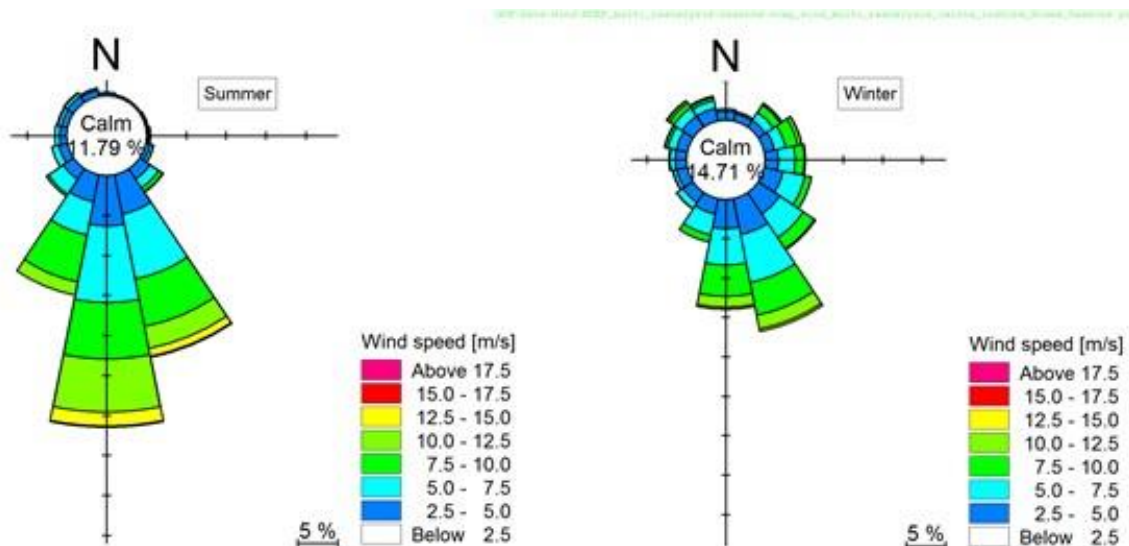 N
Summer
Calm
11.79 %
Wind speed [m/s]
Above 17.5
15.0 - 17.5
12.5 - 15.0
10.0 - 12.5
7.5 - 10.0
5.0 - 7.5
2.5 - 5.0
Below 2.5
5 %
N
Winter
Calm
14.71 %
Wind speed [m/s]
Above 17.5
15.0 - 17.5
12.5 - 15.0
10.0 - 12.5
7.5 - 10.0
5.0 - 7.5
2.5 - 5.0
Below 2.5
5 %